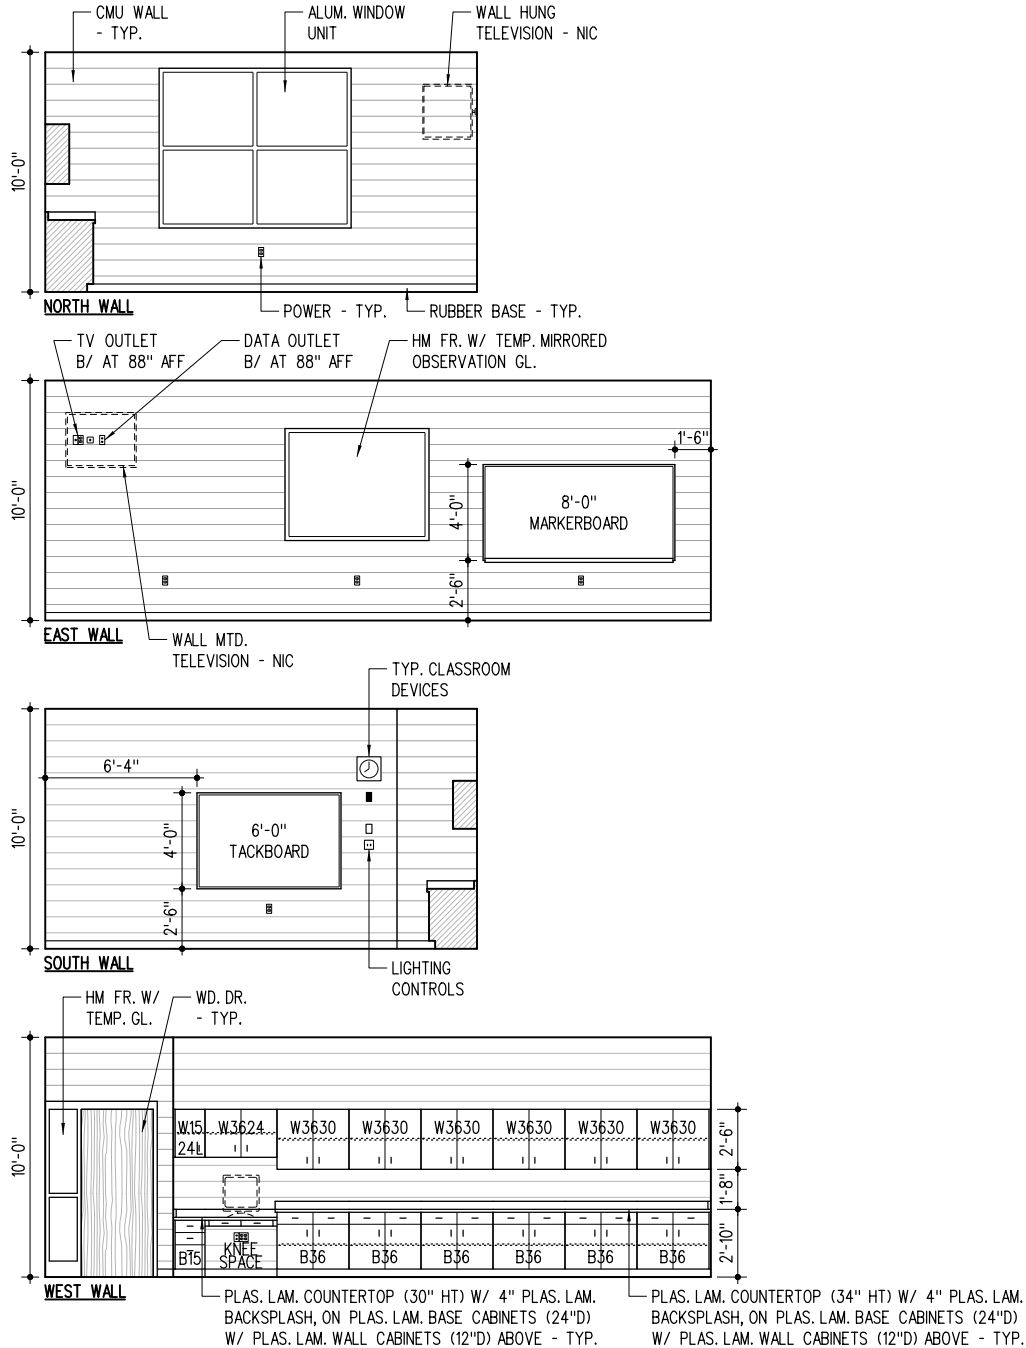 CMU WALL
- TYP.
ALUM. WINDOW
UNIT
WALL HUNG
TELEVISION - NIC
10'-0"
NORTH WALL
POWER - TYP.
RUBBER BASE - TYP.
TV OUTLET
B/ AT 88" AFF
DATA OUTLET
B/ AT 88" AFF
HM FR. W/ TEMP. MIRRORED
OBSERVATION GL.
1'-6"
10'-0"
4'-0"
8'-0"
MARKERBOARD
2'-6"
EAST WALL
WALL MTD.
TELEVISION - NIC
TYP. CLASSROOM
DEVICES
6'-4"
10'-0"
4'-0"
6'-0"
TACKBOARD
2'-6"
SOUTH WALL
LIGHTING
CONTROLS
HM FR. W/
TEMP. GL.
WD. DR.
- TYP.
10'-0"
W15 W3624 W3630 W3630 W3630 W3630 W3630 W3630
24L
2'-6"
1'-8"
2'-10"
B15 KNEE B36 B36 B36 B36 B36 B36
SPACE
WEST WALL
PLAS. LAM. COUNTERTOP (30" HT) W/ 4" PLAS. LAM.
BACKSPLASH, ON PLAS. LAM. BASE CABINETS (24"D)
W/ PLAS. LAM. WALL CABINETS (12"D) ABOVE - TYP.
PLAS. LAM. COUNTERTOP (34" HT) W/ 4" PLAS. LAM.
BACKSPLASH, ON PLAS. LAM. BASE CABINETS (24"D)
W/ PLAS. LAM. WALL CABINETS (12"D) ABOVE - TYP.